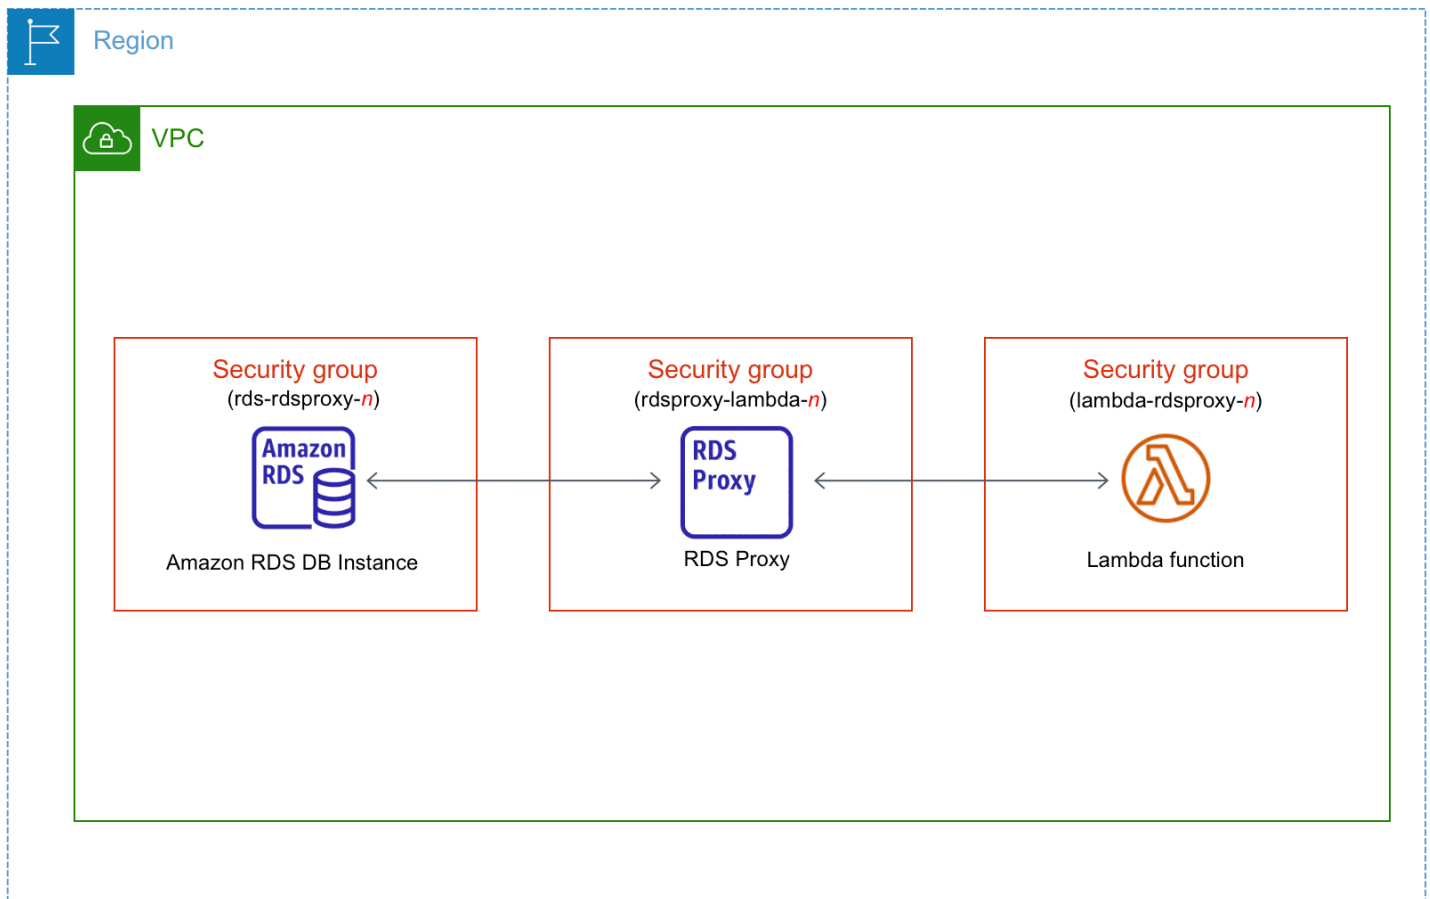 Region
VPC
Security group
(rds-rdsproxy-n)
Amazon
RDS
Amazon RDS DB Instance
Security group
(rdsproxy-lambda-n)
RDS
Proxy
RDS Proxy
Security group
(lambda-rdsproxy-n)
Lambda function